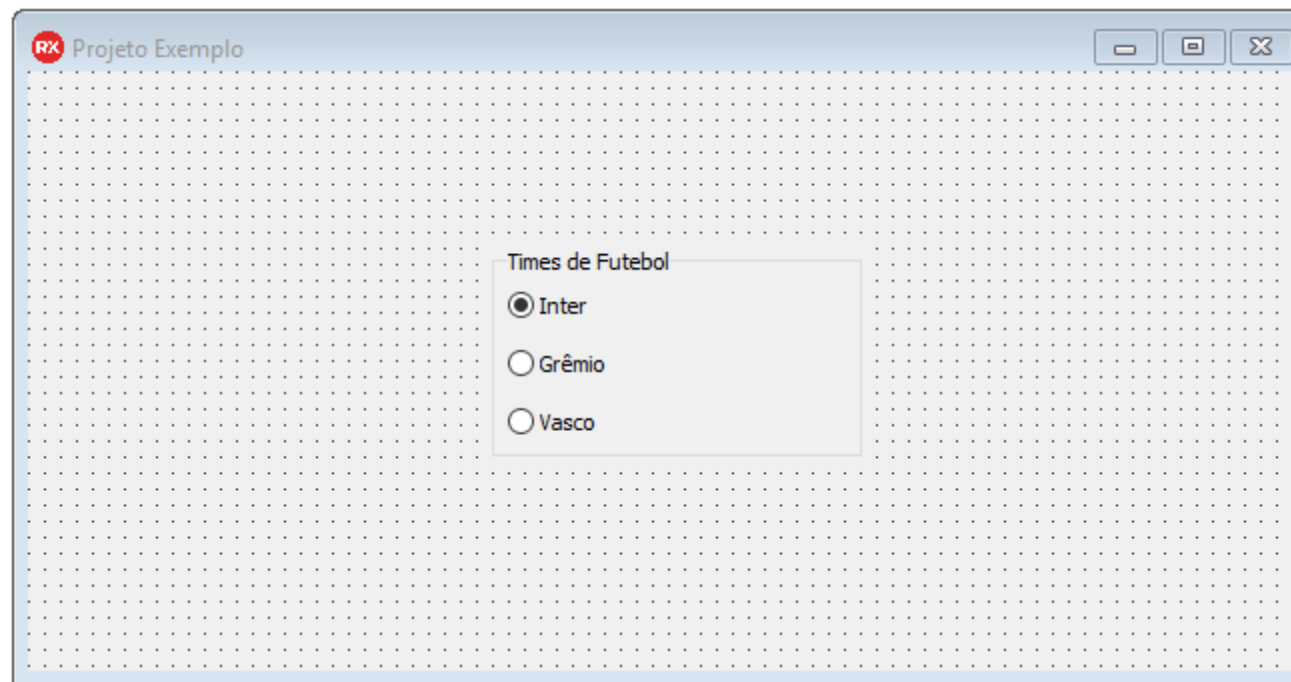 RX Projeto Exemplo
Times de Futebol
Inter
Grêmio
Vasco